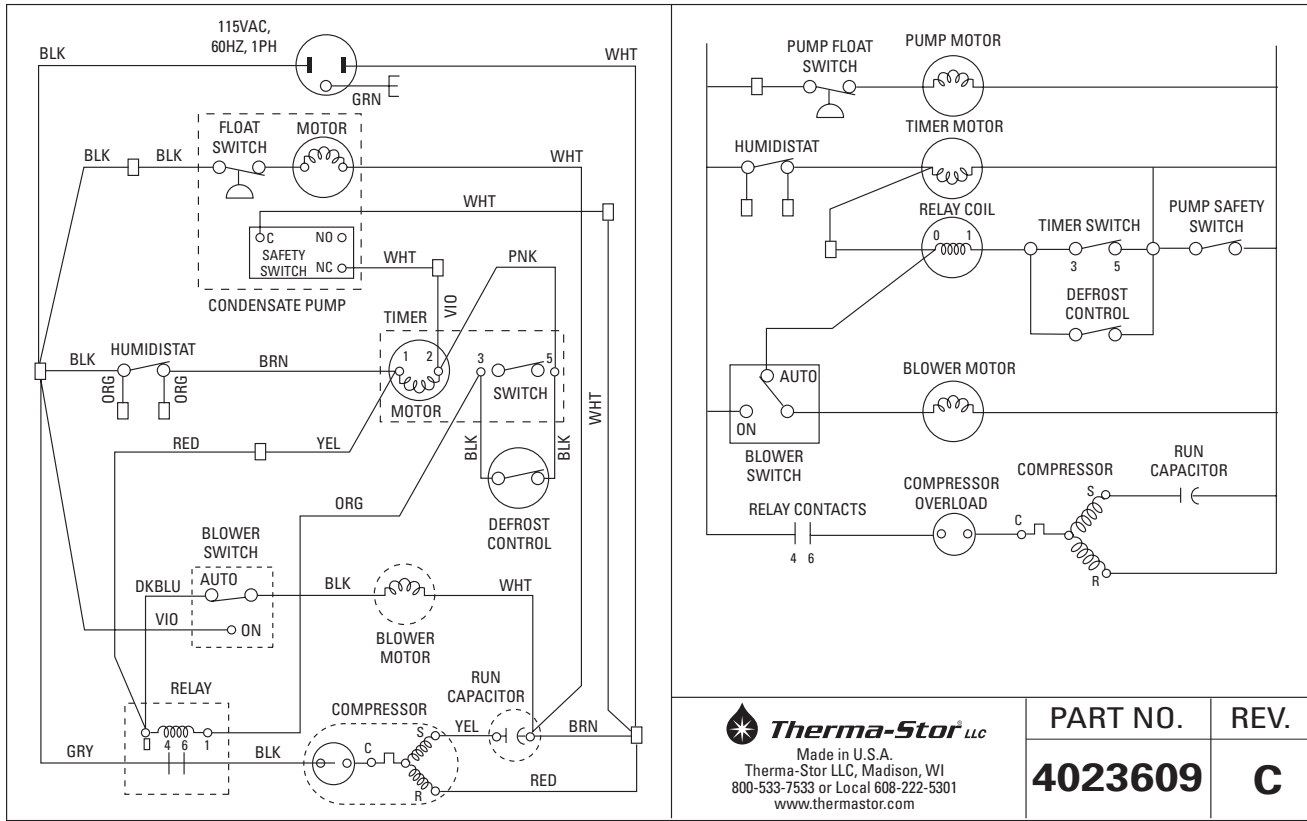 115VAC,
60HZ, 1PH
BLK
WHT
GRN
FLOAT
SWITCH
MOTOR
BLK
BLK
WHT
WHT
C
NO
SAFETY
SWITCH
NC
WHT
PNK
CONDENSATE PUMP
VIO
TIMER
HUMIDISTAT
BLK
BRN
1
2
3
5
ORG
ORG
SWITCH
MOTOR
WHT
RED
YEL
BLK
BLK
ORG
DEFROST
CONTROL
BLOWER
SWITCH
AUTO
DKBLU
BLK
WHT
VIO
ON
BLOWER
MOTOR
RELAY
COMPRESSOR
RUN
CAPACITOR
S
YEL
BRN
0
4
6
1
GRY
BLK
C
R
RED
PUMP FLOAT
SWITCH
PUMP MOTOR
TIMER MOTOR
HUMIDISTAT
RELAY COIL
0
1
TIMER SWITCH
PUMP SAFETY
SWITCH
3
5
DEFROST
CONTROL
AUTO
BLOWER MOTOR
ON
BLOWER
SWITCH
RELAY CONTACTS
4
6
COMPRESSOR
OVERLOAD
COMPRESSOR
RUN
CAPACITOR
S
C
R
Therma-Stor LLC
Made in U.S.A.
Therma-Stor LLC, Madison, WI
800-533-7533 or Local 608-222-5301
www.thermastor.com
PART NO.
4023609
REV.
C